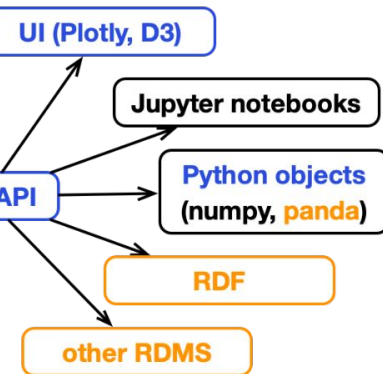 UI (Plotly, D3)
Jupyter notebooks
Python objects
(numpy, panda)
API
RDF
other RDMS